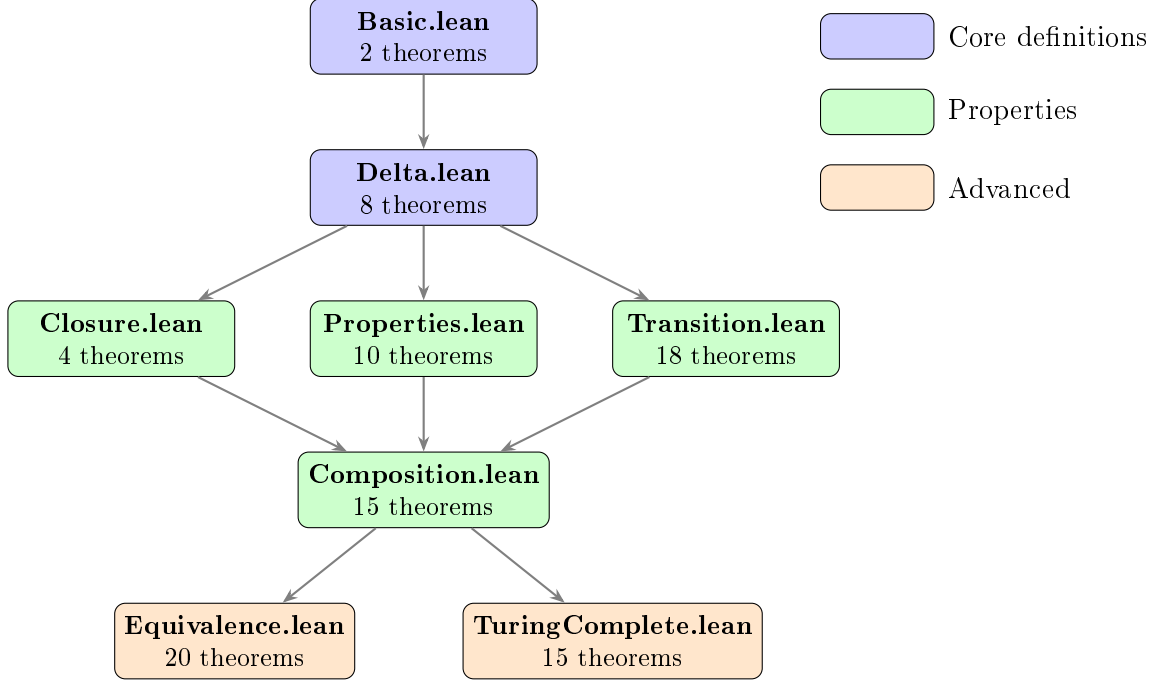 Basic.lean
2 theorems
Core definitions
Properties
Advanced
Delta.lean
8 theorems
Closure.lean
4 theorems
Properties.lean
10 theorems
Transition.lean
18 theorems
Composition.lean
15 theorems
Equivalence.lean
20 theorems
TuringComplete.lean
15 theorems